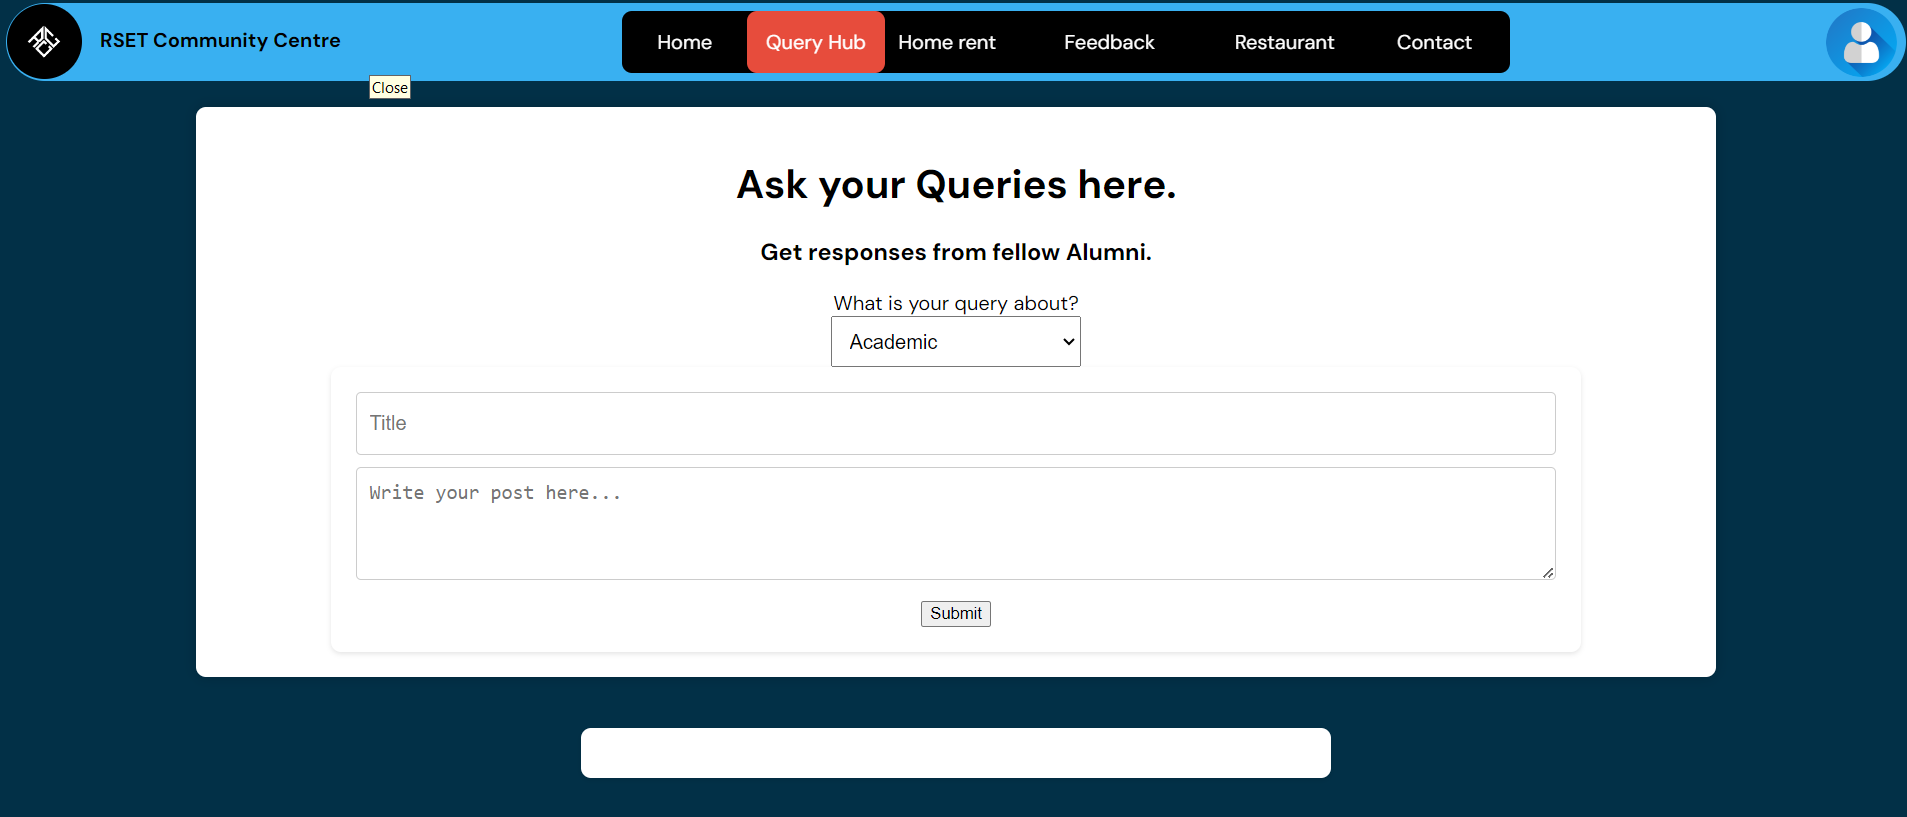 RSET Community Centre
Home
Query Hub
Home rent
Feedback
Restaurant
Contact
Close
Ask your Queries here.
Get responses from fellow Alumni.
What is your query about?
Academic
Title
Write your post here...
Submit